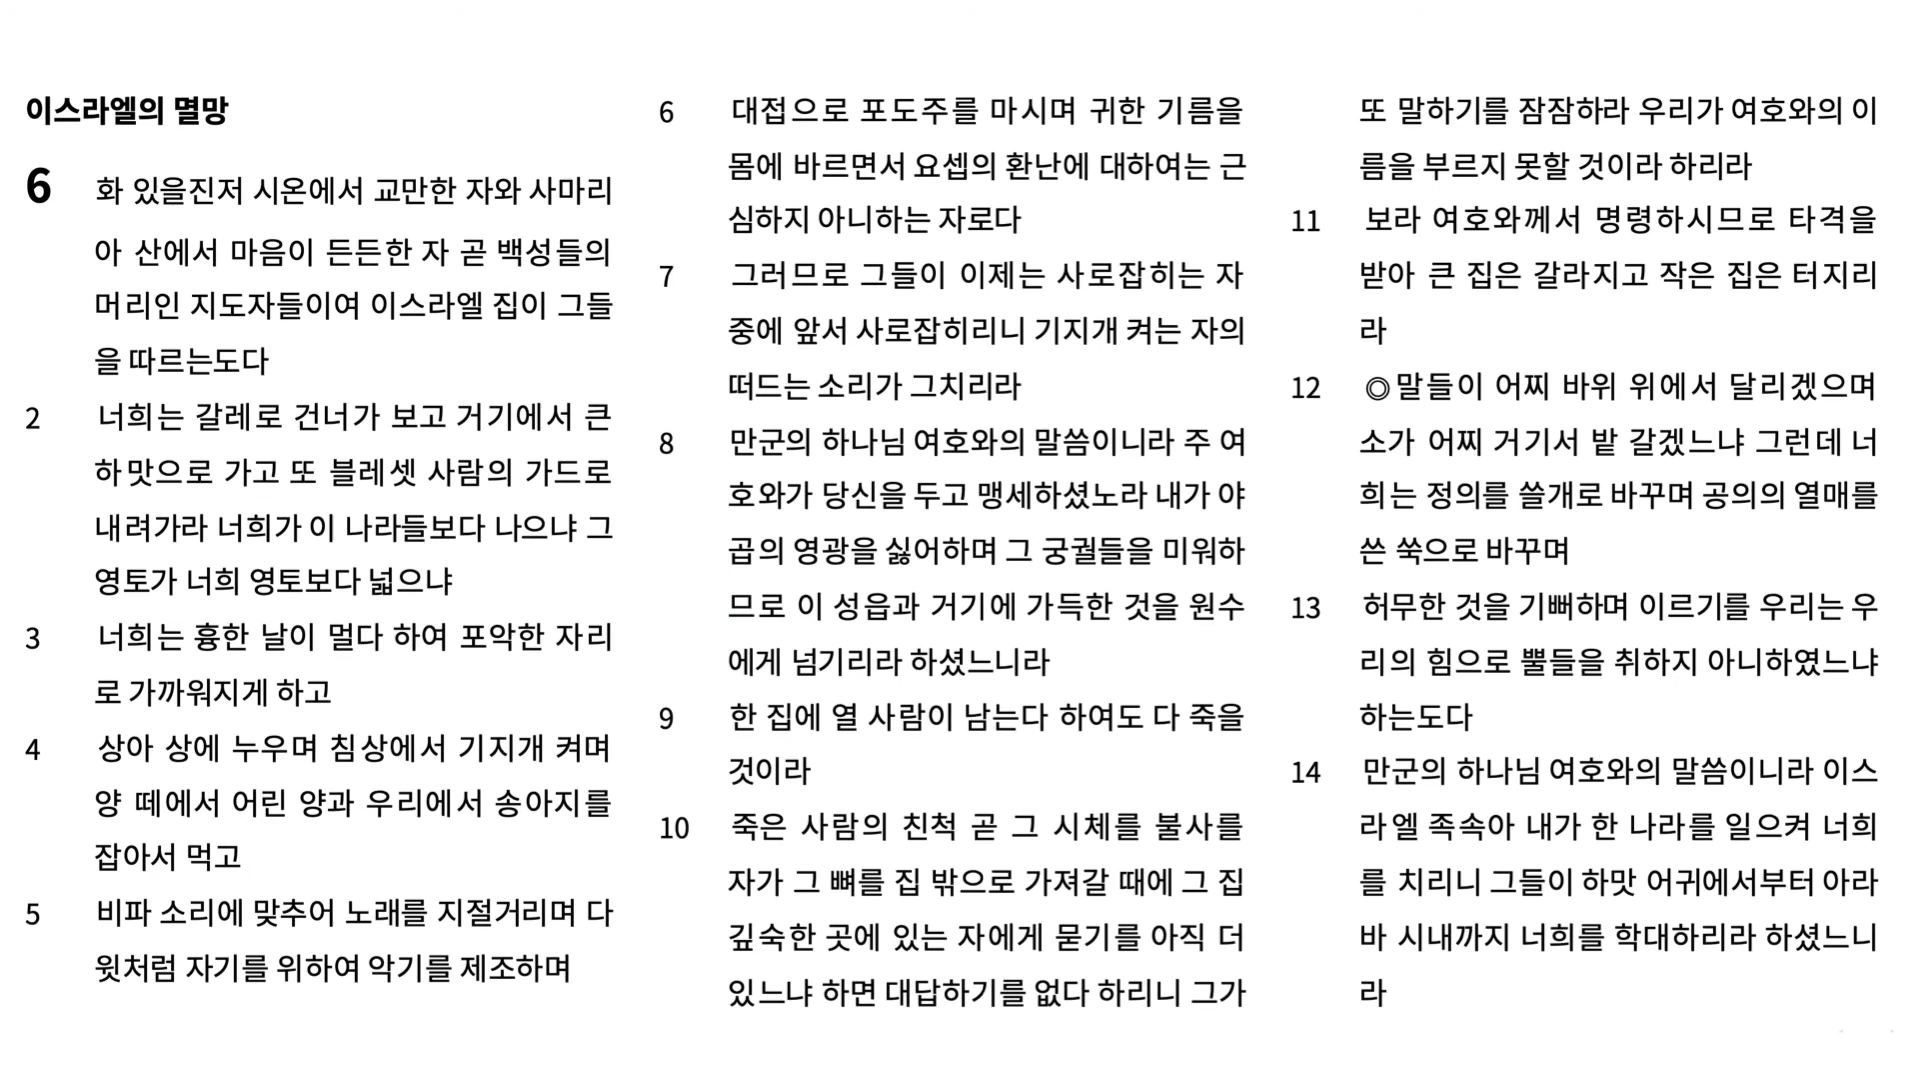 이스라엘의 멸망
6 화 있을진저 시온에서 교만한 자와 사마리
아 산에서 마음이 든든한 자 곧 백성들의
머리인 지도자들이여 이스라엘 집이 그들
을 따르는도다
2 너희는 갈레로 건너가 보고 거기에서 큰
하맛으로 가고 또 블레셋 사람의 가드로
내려가라 너희가 이 나라들보다 나으냐 그
영토가 너희 영토보다 넓으냐
3 너희는 흉한 날이 멀다 하여 포악한 자리
로 가까워지게 하고
4 상아 상에 누우며 침상에서 기지개 켜며
양 떼에서 어린 양과 우리에서 송아지를
잡아서 먹고
5 비파 소리에 맞추어 노래를 지절거리며 다
윗처럼 자기를 위하여 악기를 제조하며
6 대접으로 포도주를 마시며 귀한 기름을
몸에 바르면서 요셉의 환난에 대하여는 근
심하지 아니하는 자로다
7 그러므로 그들이 이제는 사로잡히는 자
중에 앞서 사로잡히리니 기지개 켜는 자의
떠드는 소리가 그치리라
8 만군의 하나님 여호와의 말씀이니라 주 여
호와가 당신을 두고 맹세하셨노라 내가 야
곱의 영광을 싫어하며 그 궁궐들을 미워하
므로 이 성읍과 거기에 가득한 것을 원수
에게 넘기리라 하셨느니라
9 한 집에 열 사람이 남는다 하여도 다 죽을
것이라
10 죽은 사람의 친척 곧 그 시체를 불사를
자가 그 뼈를 집 밖으로 가져갈 때에 그 집
깊숙한 곳에 있는 자에게 묻기를 아직 더
있느냐 하면 대답하기를 없다 하리니 그가
또 말하기를 잠잠하라 우리가 여호와의 이
름을 부르지 못할 것이라 하리라
11 보라 여호와께서 명령하시므로 타격을
받아 큰 집은 갈라지고 작은 집은 터지리
라
12 ◎말들이 어찌 바위 위에서 달리겠으며
소가 어찌 거기서 밭 갈겠느냐 그런데 너
희는 정의를 쓸개로 바꾸며 공의의 열매를
쓴 쑥으로 바꾸며
13 허무한 것을 기뻐하며 이르기를 우리는 우
리의 힘으로 뿔들을 취하지 아니하였느냐
하는도다
14 만군의 하나님 여호와의 말씀이니라 이스
라엘 족속아 내가 한 나라를 일으켜 너희
를 치리니 그들이 하맛 어귀에서부터 아라
바 시내까지 너희를 학대하리라 하셨느니
라